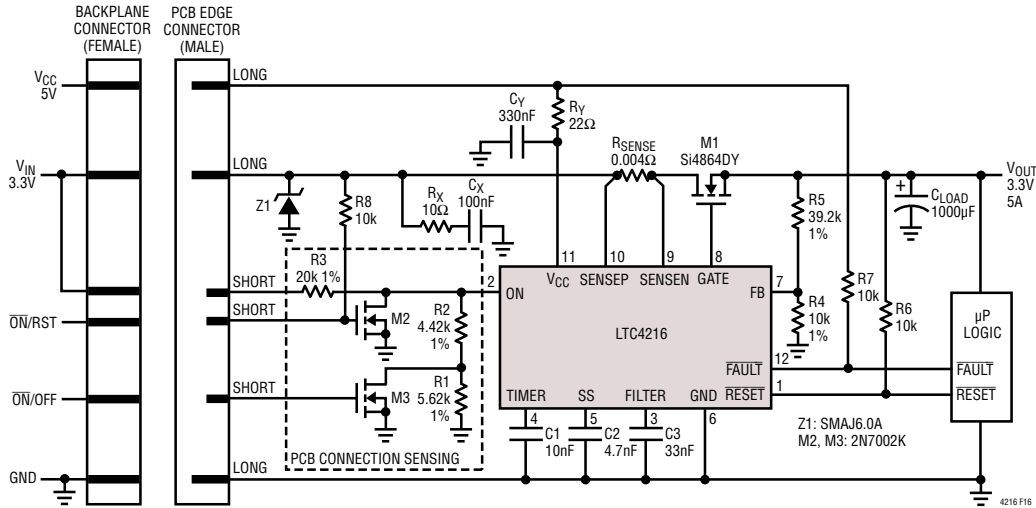 BACKPLANE
CONNECTOR
(FEMALE)
PCB EDGE
CONNECTOR
(MALE)
LONG
VCC
5V
CY
330nF
RY
22Ω
RSENSE
0.004Ω
M1
Si4864DY
LONG
VIN
3.3V
VOUT
3.3V
5A
Z1
R8
10k
RX
10Ω
CX
100nF
R5
39.2k
1%
+
CLOAD
1000µF
R3
20k 1%
SHORT
2
ON
11
VCC
10
SENSEP
9
SENSEN
8
GATE
7
FB
R7
10k
R6
10k
R4
10k
1%
µP
LOGIC
SHORT
ON/RST
M2
R2
4.42k
1%
LTC4216
12
FAULT
FAULT
1
RESET
RESET
SHORT
ON/OFF
M3
R1
5.62k
1%
TIMER
SS
FILTER
GND
4
5
3
6
C1
10nF
C2
4.7nF
C3
33nF
Z1: SMAJ6.0A
M2, M3: 2N7002K
PCB CONNECTION SENSING
LONG
GND
4216 F16